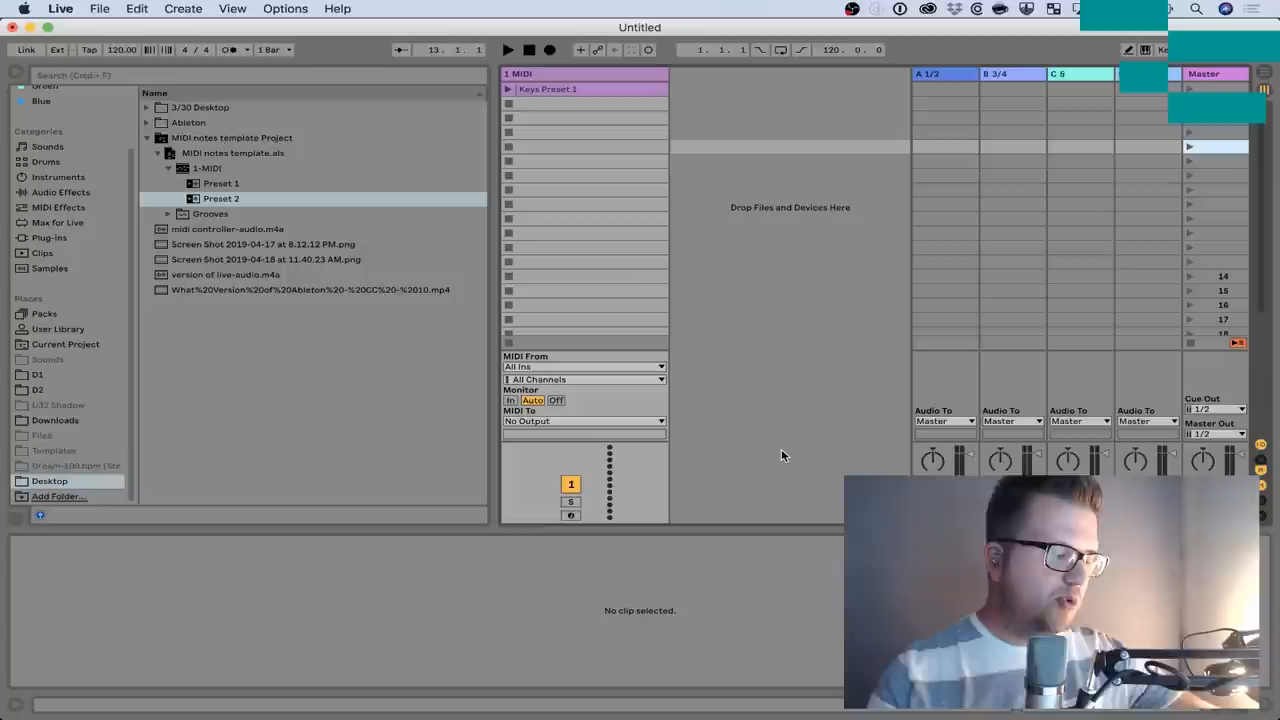 Live File Edit Create View Options Help
Untitled
Link Ext Tap 120.00 4 / 4 1 Bar 13. 1. 1 1. 1. 1 120. 0. 0 Ke
Search (Cmd + F)
Green
Blue
Categories
Sounds
Drums
Instruments
Audio Effects
MIDI Effects
Max for Live
Plug-ins
Clips
Samples
Places
Packs
User Library
Current Project
Sounds
D1
D2
U32 Shadow
Downloads
Files
Templates
Dream-100.bpm (Ste
Desktop
Add Folder...
Name
3/30 Desktop
Ableton
MIDI notes template Project
MIDI notes template.als
1-MIDI
Preset 1
Preset 2
Grooves
midi controller-audio.m4a
Screen Shot 2019-04-17 at 8.12.12 PM.png
Screen Shot 2019-04-18 at 11.40.23 AM.png
version of live-audio.m4a
What%20Version%20of%20Ableton%20-%20CC%20-%2010.mp4
1 MIDI
Keys Preset 1
Drop Files and Devices Here
A 1/2 B 3/4 C 5 Master
14
15
16
17
18
MIDI From
All Ins
All Channels
Monitor
In Auto Off
MIDI To
No Output
1
S
Audio To Audio To Audio To Audio To
Master Master Master Master
Cue Out
1/2
Master Out
1/2
No clip selected.